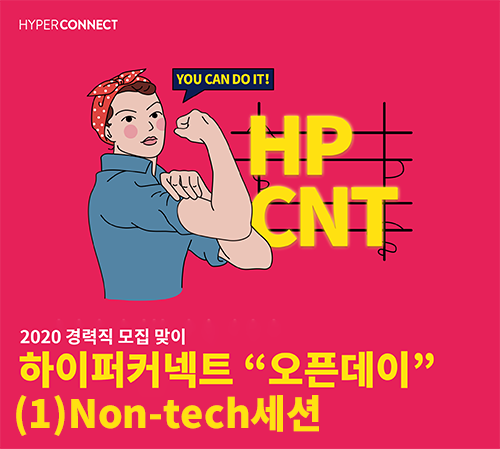 HYPERCONNECT
YOU CAN DO IT!
HP
CNT
2020 경력직 모집 맞이
하이퍼커넥트 “오픈데이”
(1)Non-tech세션